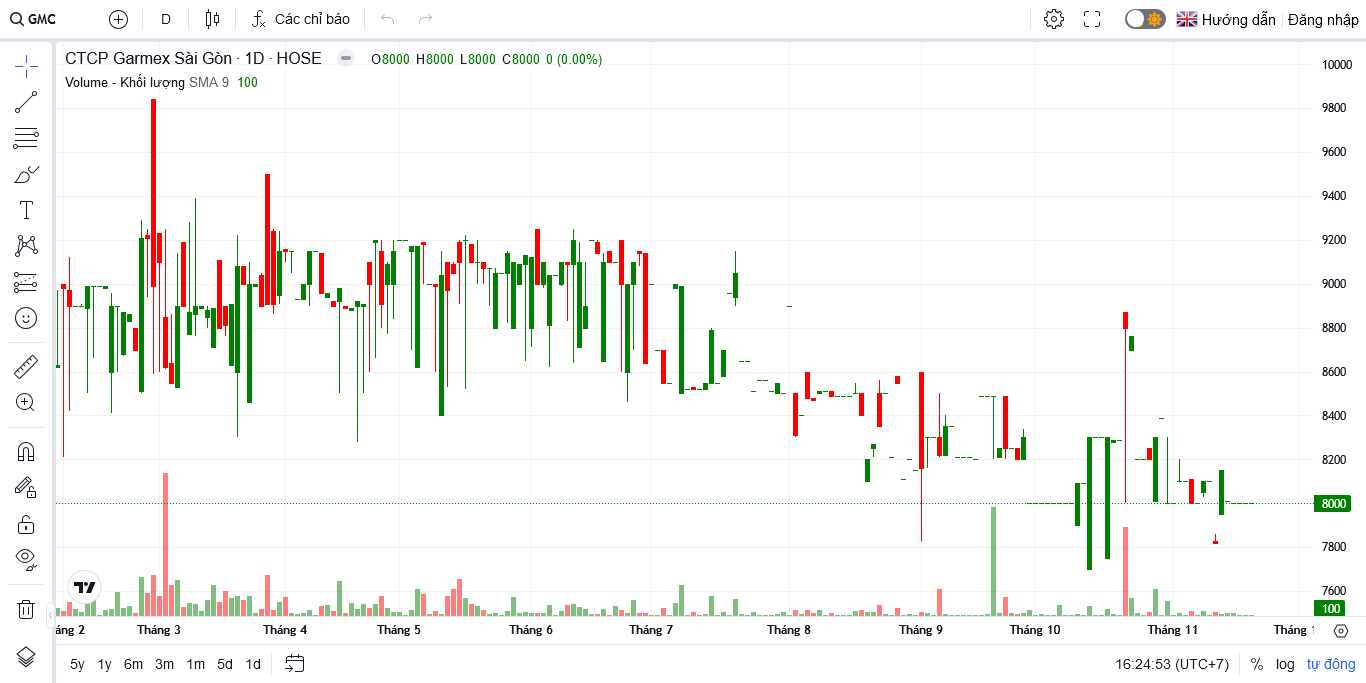 GMC D Các chỉ báo Hướng dẫn Đăng nhập
CTCP Garmex Sài Gòn · 1D · HOSE O8000 H8000 L8000 C8000 0 (0.00%)
Volume - Khối lượng SMA 9 100
10000
9800
9600
9400
9200
9000
8800
8600
8400
8200
8000
7800
7600
100
áng 2 Tháng 3 Tháng 4 Tháng 5 Tháng 6 Tháng 7 Tháng 8 Tháng 9 Tháng 10 Tháng 11 Tháng 1
5y 1y 6m 3m 1m 5d 1d 16:24:53 (UTC+7) % log tự động